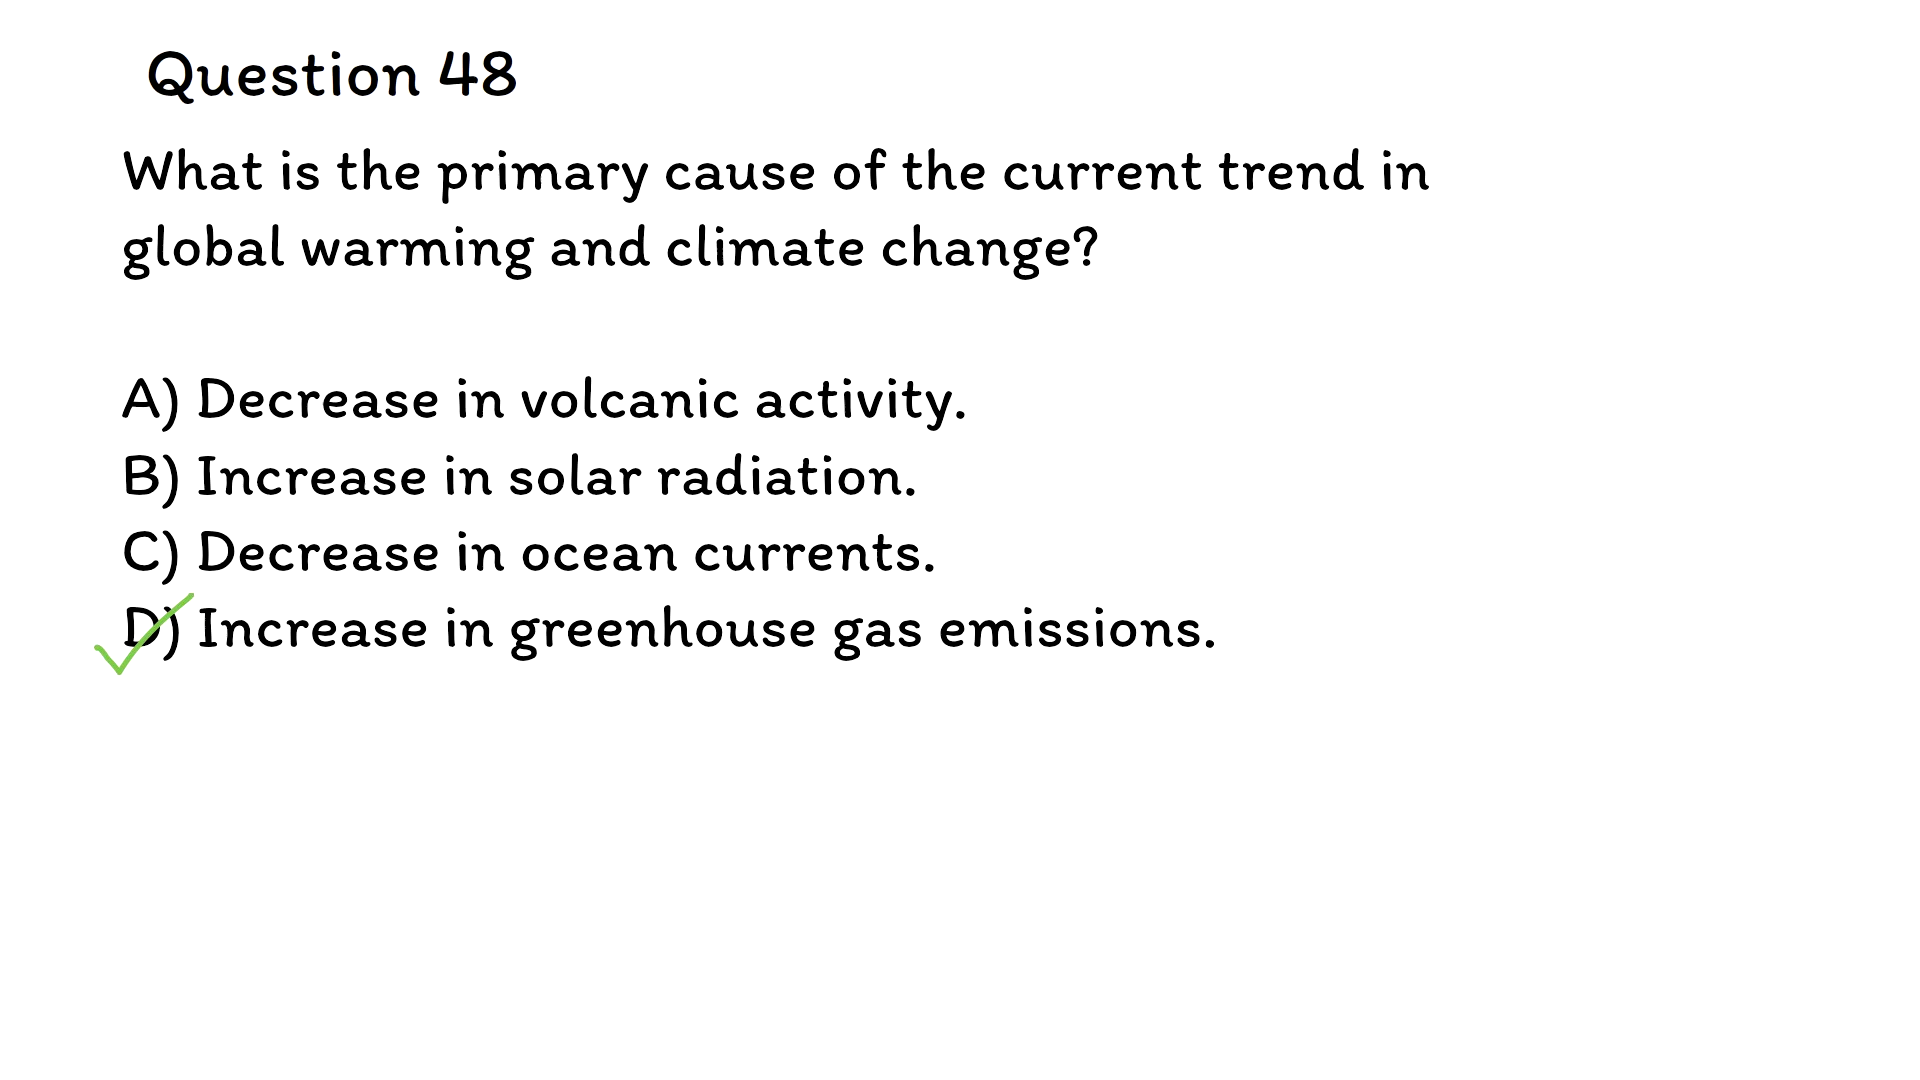 Question 48
What is the primary cause of the current trend in
global warming and climate change?
A) Decrease in volcanic activity.
B) Increase in solar radiation.
C) Decrease in ocean currents.
D) Increase in greenhouse gas emissions.